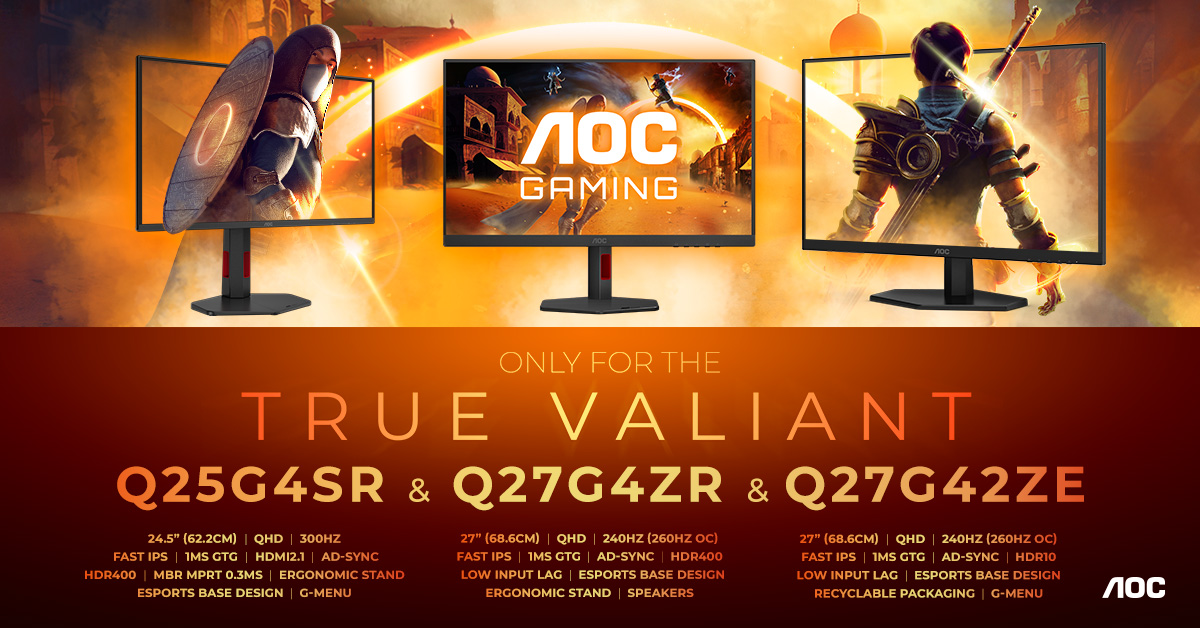 AOC
GAMING
AOC
AOC
AOC
ONLY FOR THE
TRUE VALIANT
Q25G4SR & Q27G4ZR & Q27G42ZE
24.5” (62.2CM) | QHD | 300HZ
FAST IPS | 1MS GTG | HDMI2.1 | AD-SYNC
HDR400 | MBR MPRT 0.3MS | ERGONOMIC STAND
ESPORTS BASE DESIGN | G-MENU
27” (68.6CM) | QHD | 240HZ (260HZ OC)
FAST IPS | 1MS GTG | AD-SYNC | HDR400
LOW INPUT LAG | ESPORTS BASE DESIGN
ERGONOMIC STAND | SPEAKERS
27” (68.6CM) | QHD | 240HZ (260HZ OC)
FAST IPS | 1MS GTG | AD-SYNC | HDR10
LOW INPUT LAG | ESPORTS BASE DESIGN
RECYCLABLE PACKAGING | G-MENU
AOC